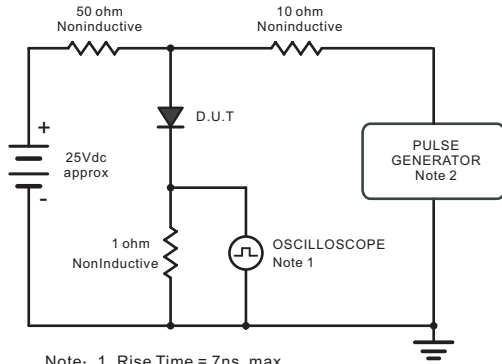 50 ohm
Noninductive
10 ohm
Noninductive
D.U.T
+
25Vdc
approx
-
PULSE
GENERATOR
Note 2
1 ohm
NonInductive
OSCILLOSCOPE
Note 1
Note: 1. Rise Time = 7ns, max.